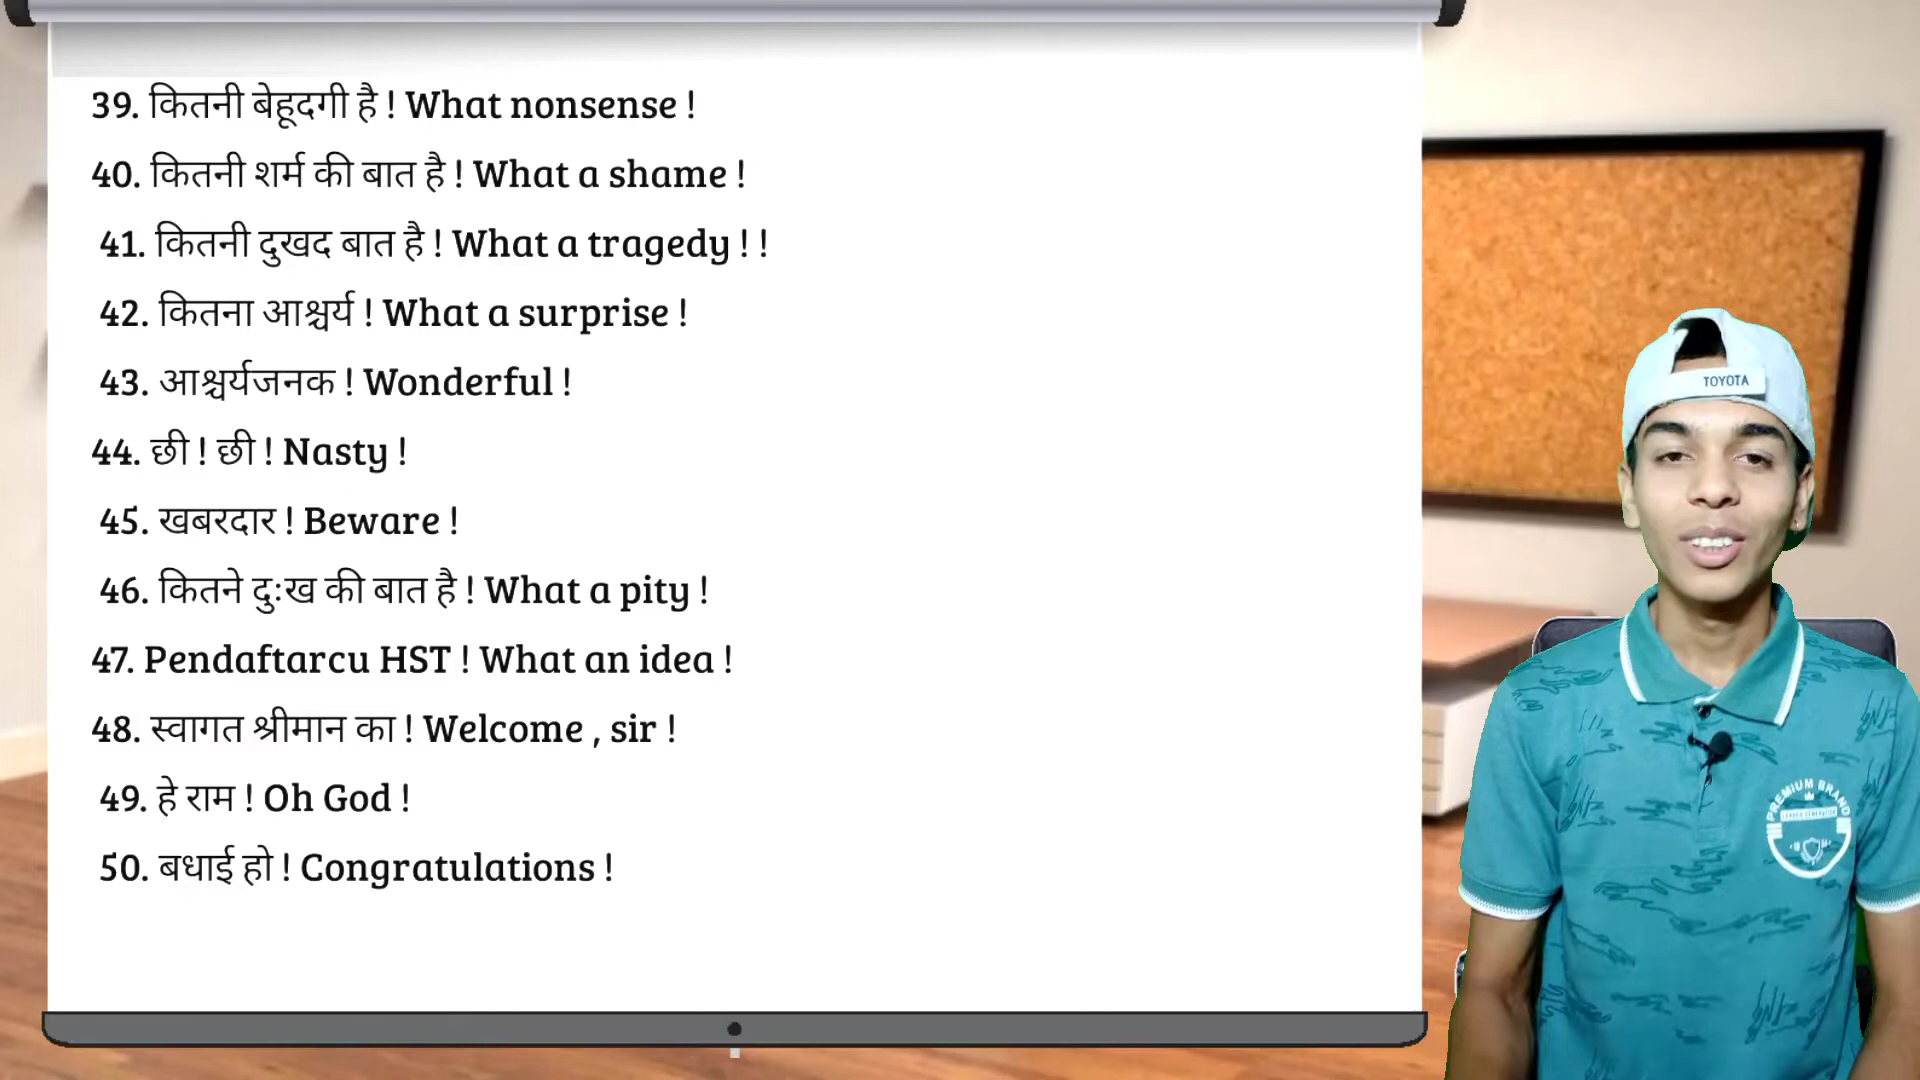 39. कितनी बेहूदगी है ! What nonsense !
40. कितनी शर्म की बात है ! What a shame !
41. कितनी दुखद बात है ! What a tragedy ! !
42. कितना आश्चर्य ! What a surprise !
43. आश्चर्यजनक ! Wonderful !
44. छी ! छी ! Nasty !
45. खबरदार ! Beware !
46. कितने दुःख की बात है ! What a pity !
47. Pendaftarcu HST ! What an idea !
48. स्वागत श्रीमान का ! Welcome , sir !
49. हे राम ! Oh God !
50. बधाई हो ! Congratulations !
TOYOTA
PREMIUM BRAND